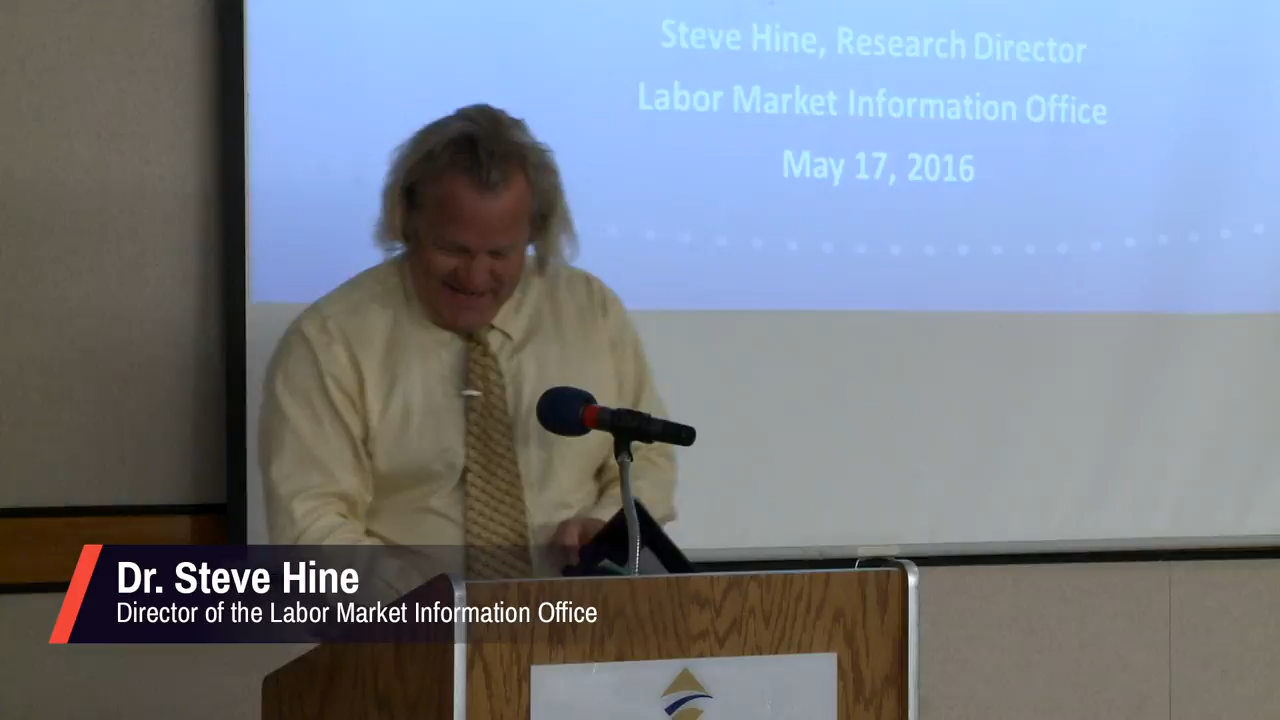 Steve Hine, Research Director
Labor Market Information Office
May 17, 2016
Dr. Steve Hine
Director of the Labor Market Information Office